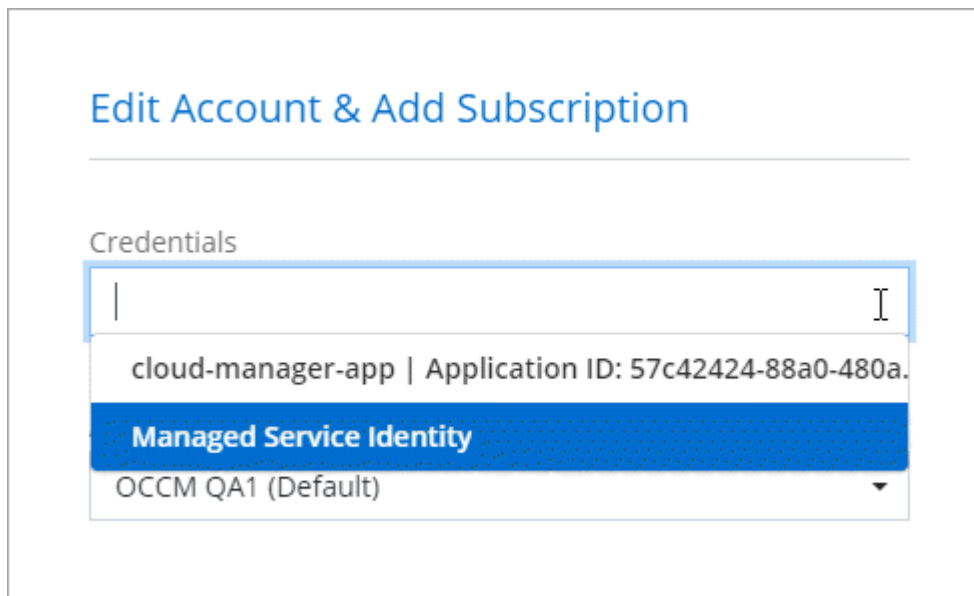 Edit Account & Add Subscription
Credentials
cloud-manager-app | Application ID: 57c42424-88a0-480a.
Managed Service Identity
OCCM QA1 (Default)